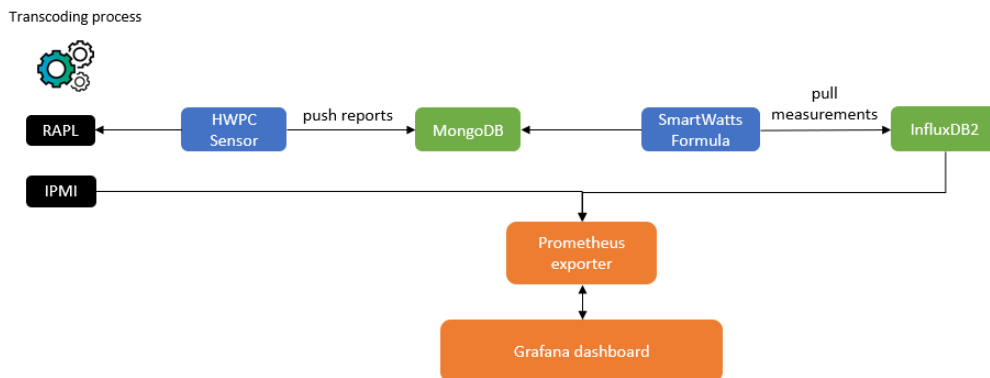 Transcoding process
RAPL
HWPC
Sensor
push reports
MongoDB
SmartWatts
Formula
pull
measurements
InfluxDB2
IPMI
Prometheus
exporter
Grafana dashboard